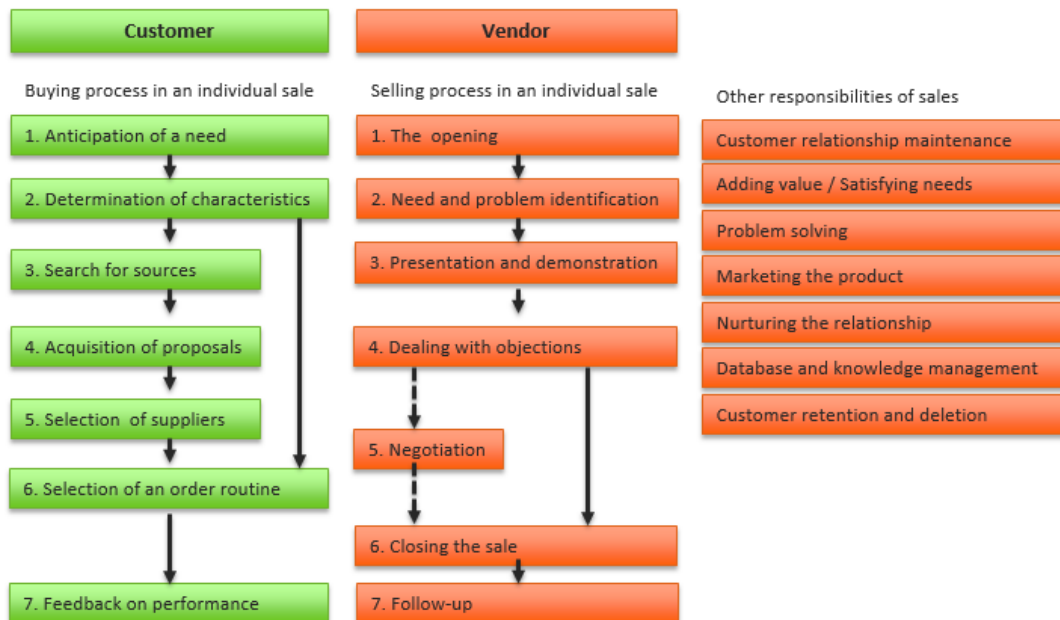 Customer
Buying process in an individual sale
1. Anticipation of a need
2. Determination of characteristics
3. Search for sources
4. Acquisition of proposals
5. Selection of suppliers
6. Selection of an order routine
7. Feedback on performance
Vendor
Selling process in an individual sale
1. The opening
2. Need and problem identification
3. Presentation and demonstration
4. Dealing with objections
5. Negotiation
6. Closing the sale
7. Follow-up
Other responsibilities of sales
Customer relationship maintenance
Adding value / Satisfying needs
Problem solving
Marketing the product
Nurturing the relationship
Database and knowledge management
Customer retention and deletion